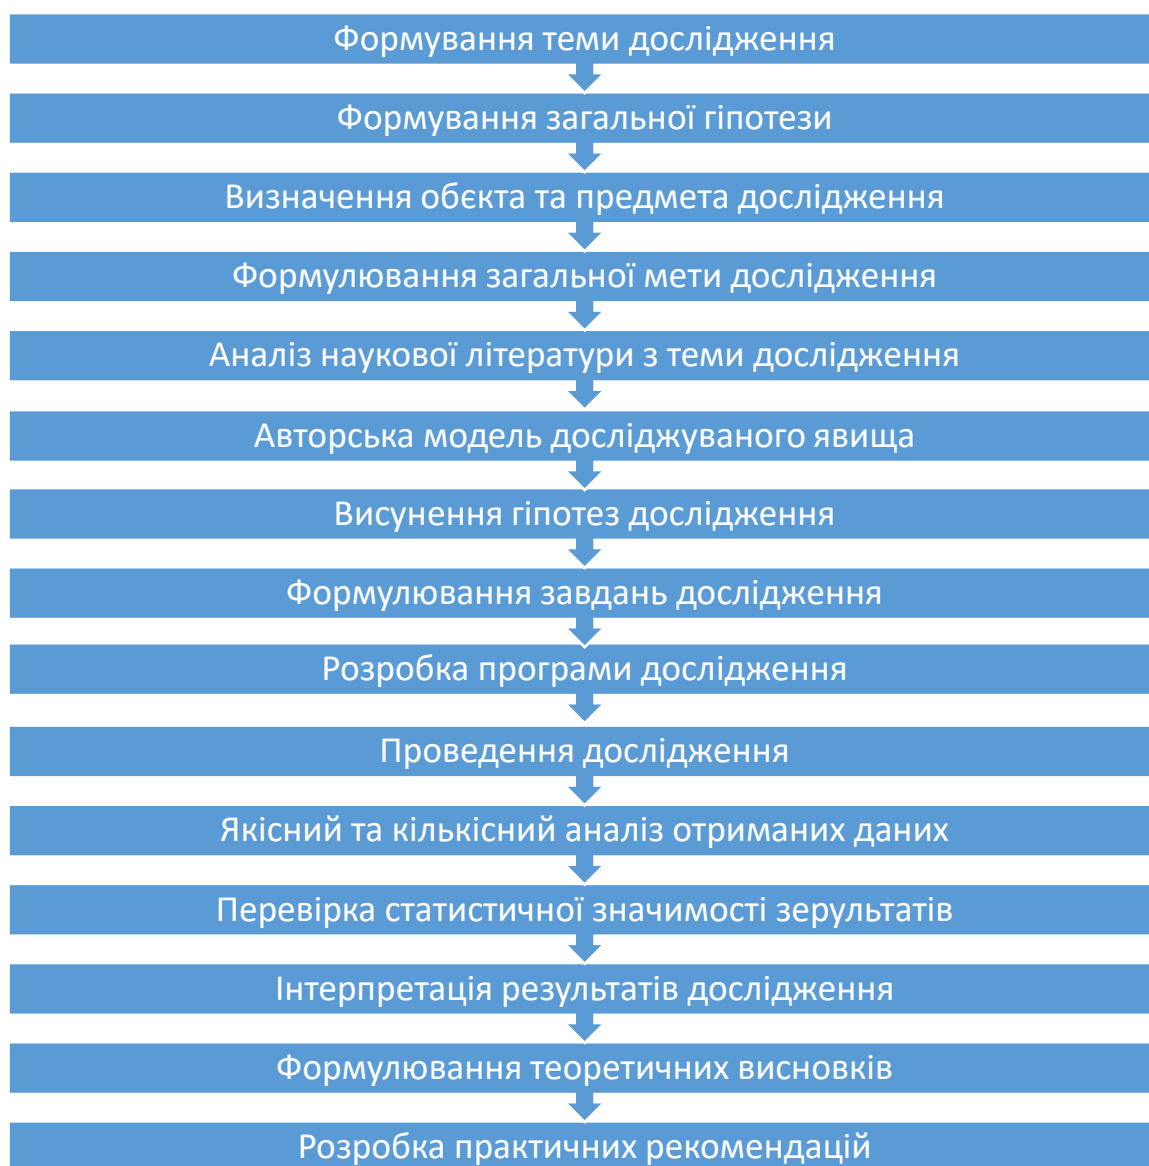 Формування теми дослідження
Формування загальної гіпотези
Визначення обєкта та предмета дослідження
Формулювання загальної мети дослідження
Аналіз наукової літератури з теми дослідження
Авторська модель досліджуваного явища
Висунення гіпотез дослідження
Формулювання завдань дослідження
Розробка програми дослідження
Проведення дослідження
Якісний та кількісний аналіз отриманих даних
Перевірка статистичної значимості зерультатів
Інтерпретація результатів дослідження
Формулювання теоретичних висновків
Розробка практичних рекомендацій